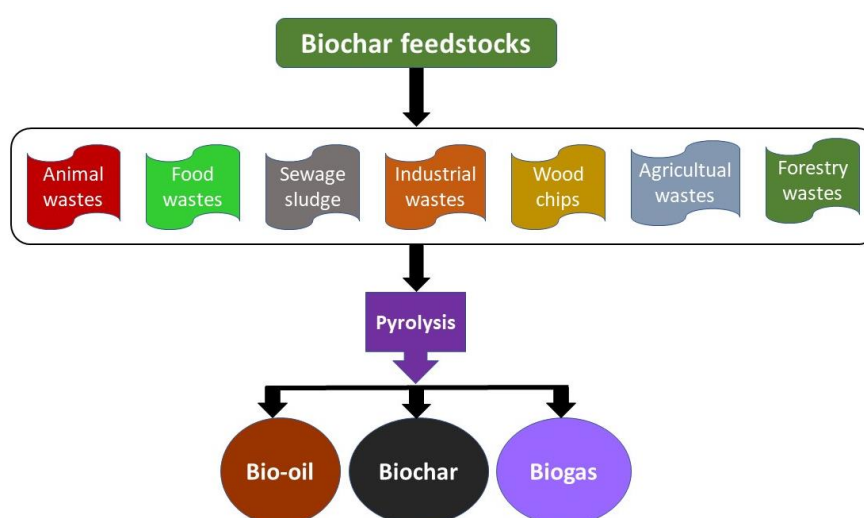 Biochar feedstocks
Animal
wastes
Food
wastes
Sewage
sludge
Industrial
wastes
Wood
chips
Agricultual
wastes
Forestry
wastes
Pyrolysis
Bio-oil
Biochar
Biogas